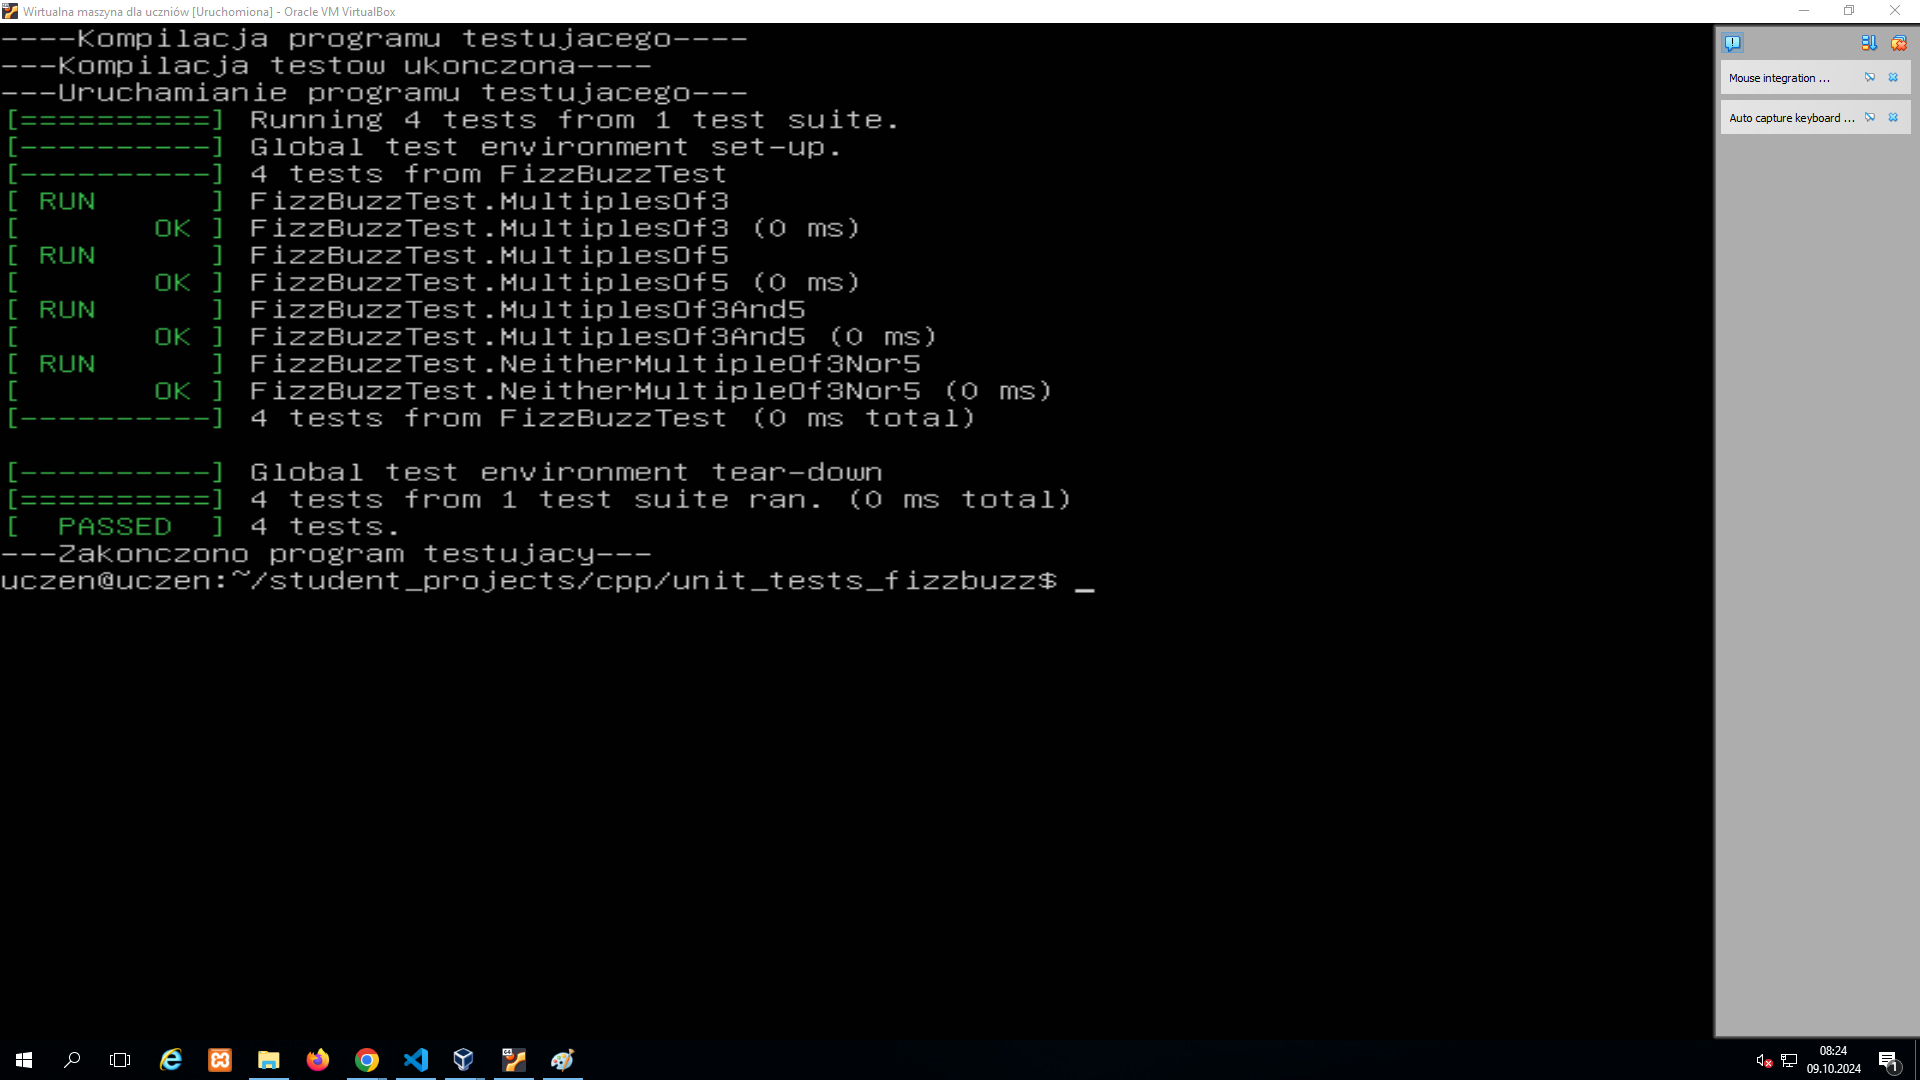 Wirtualna maszyna dla uczniów [Uruchomiona] - Oracle VM VirtualBox
----Kompilacja programu testujacego----
---Kompilacja testow ukonczona----
---Uruchamianie programu testujacego---
[==========] Running 4 tests from 1 test suite.
[----------] Global test environment set-up.
[----------] 4 tests from FizzBuzzTest
[ RUN      ] FizzBuzzTest.MultiplesOf3
[       OK ] FizzBuzzTest.MultiplesOf3 (0 ms)
[ RUN      ] FizzBuzzTest.MultiplesOf5
[       OK ] FizzBuzzTest.MultiplesOf5 (0 ms)
[ RUN      ] FizzBuzzTest.MultiplesOf3And5
[       OK ] FizzBuzzTest.MultiplesOf3And5 (0 ms)
[ RUN      ] FizzBuzzTest.NeitherMultipleOf3Nor5
[       OK ] FizzBuzzTest.NeitherMultipleOf3Nor5 (0 ms)
[----------] 4 tests from FizzBuzzTest (0 ms total)
[----------] Global test environment tear-down
[==========] 4 tests from 1 test suite ran. (0 ms total)
[  PASSED  ] 4 tests.
---Zakonczono program testujacy---
uczen@uczen:~/student_projects/cpp/unit_tests_fizzbuzz$ _
Mouse integration ...
Auto capture keyboard ...
64
08:24
09.10.2024
1